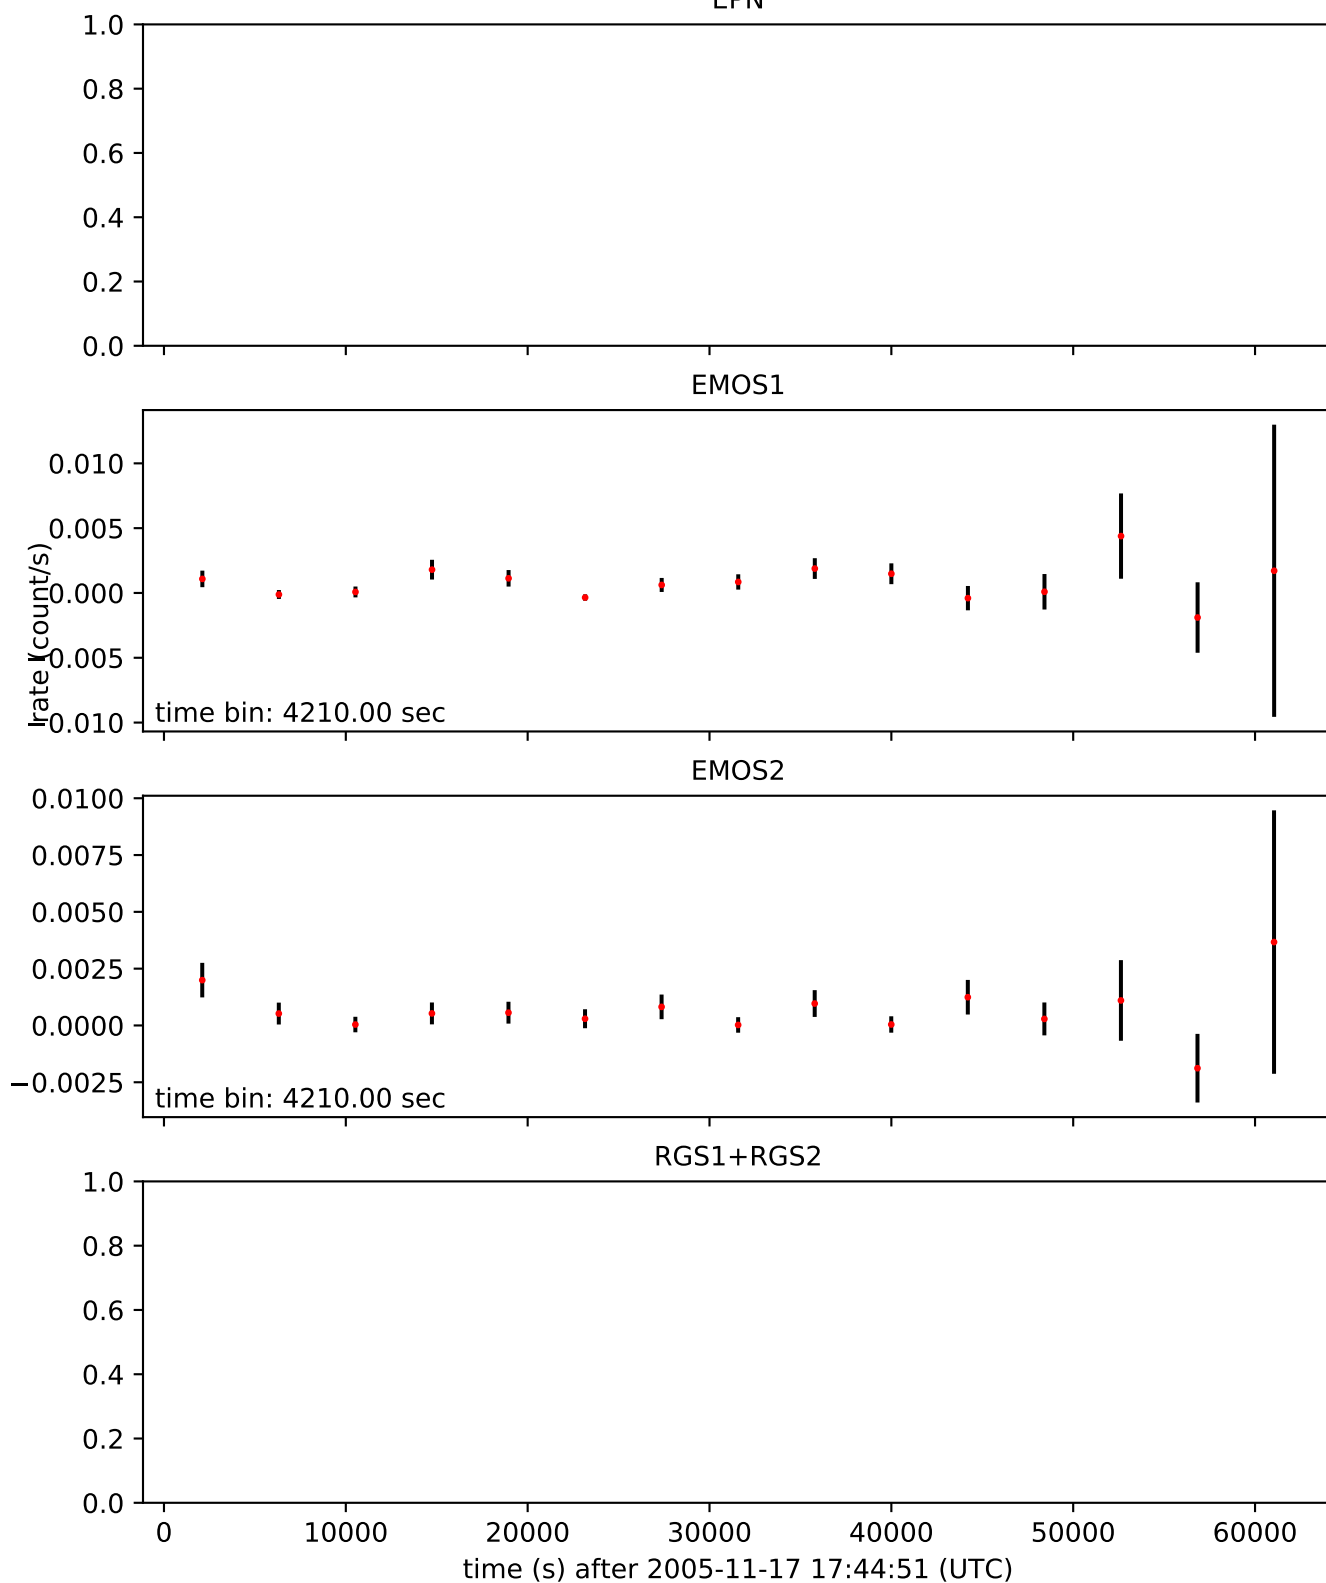 EPN
1.0
0.8
0.6
0.4
0.2
0.0
EMOS1
0.010
0.005
0.000
−0.005
−0.010
rate (count/s)
time bin: 4210.00 sec
EMOS2
0.0100
0.0075
0.0050
0.0025
0.0000
−0.0025
time bin: 4210.00 sec
RGS1+RGS2
1.0
0.8
0.6
0.4
0.2
0.0
0 10000 20000 30000 40000 50000 60000
time (s) after 2005-11-17 17:44:51 (UTC)